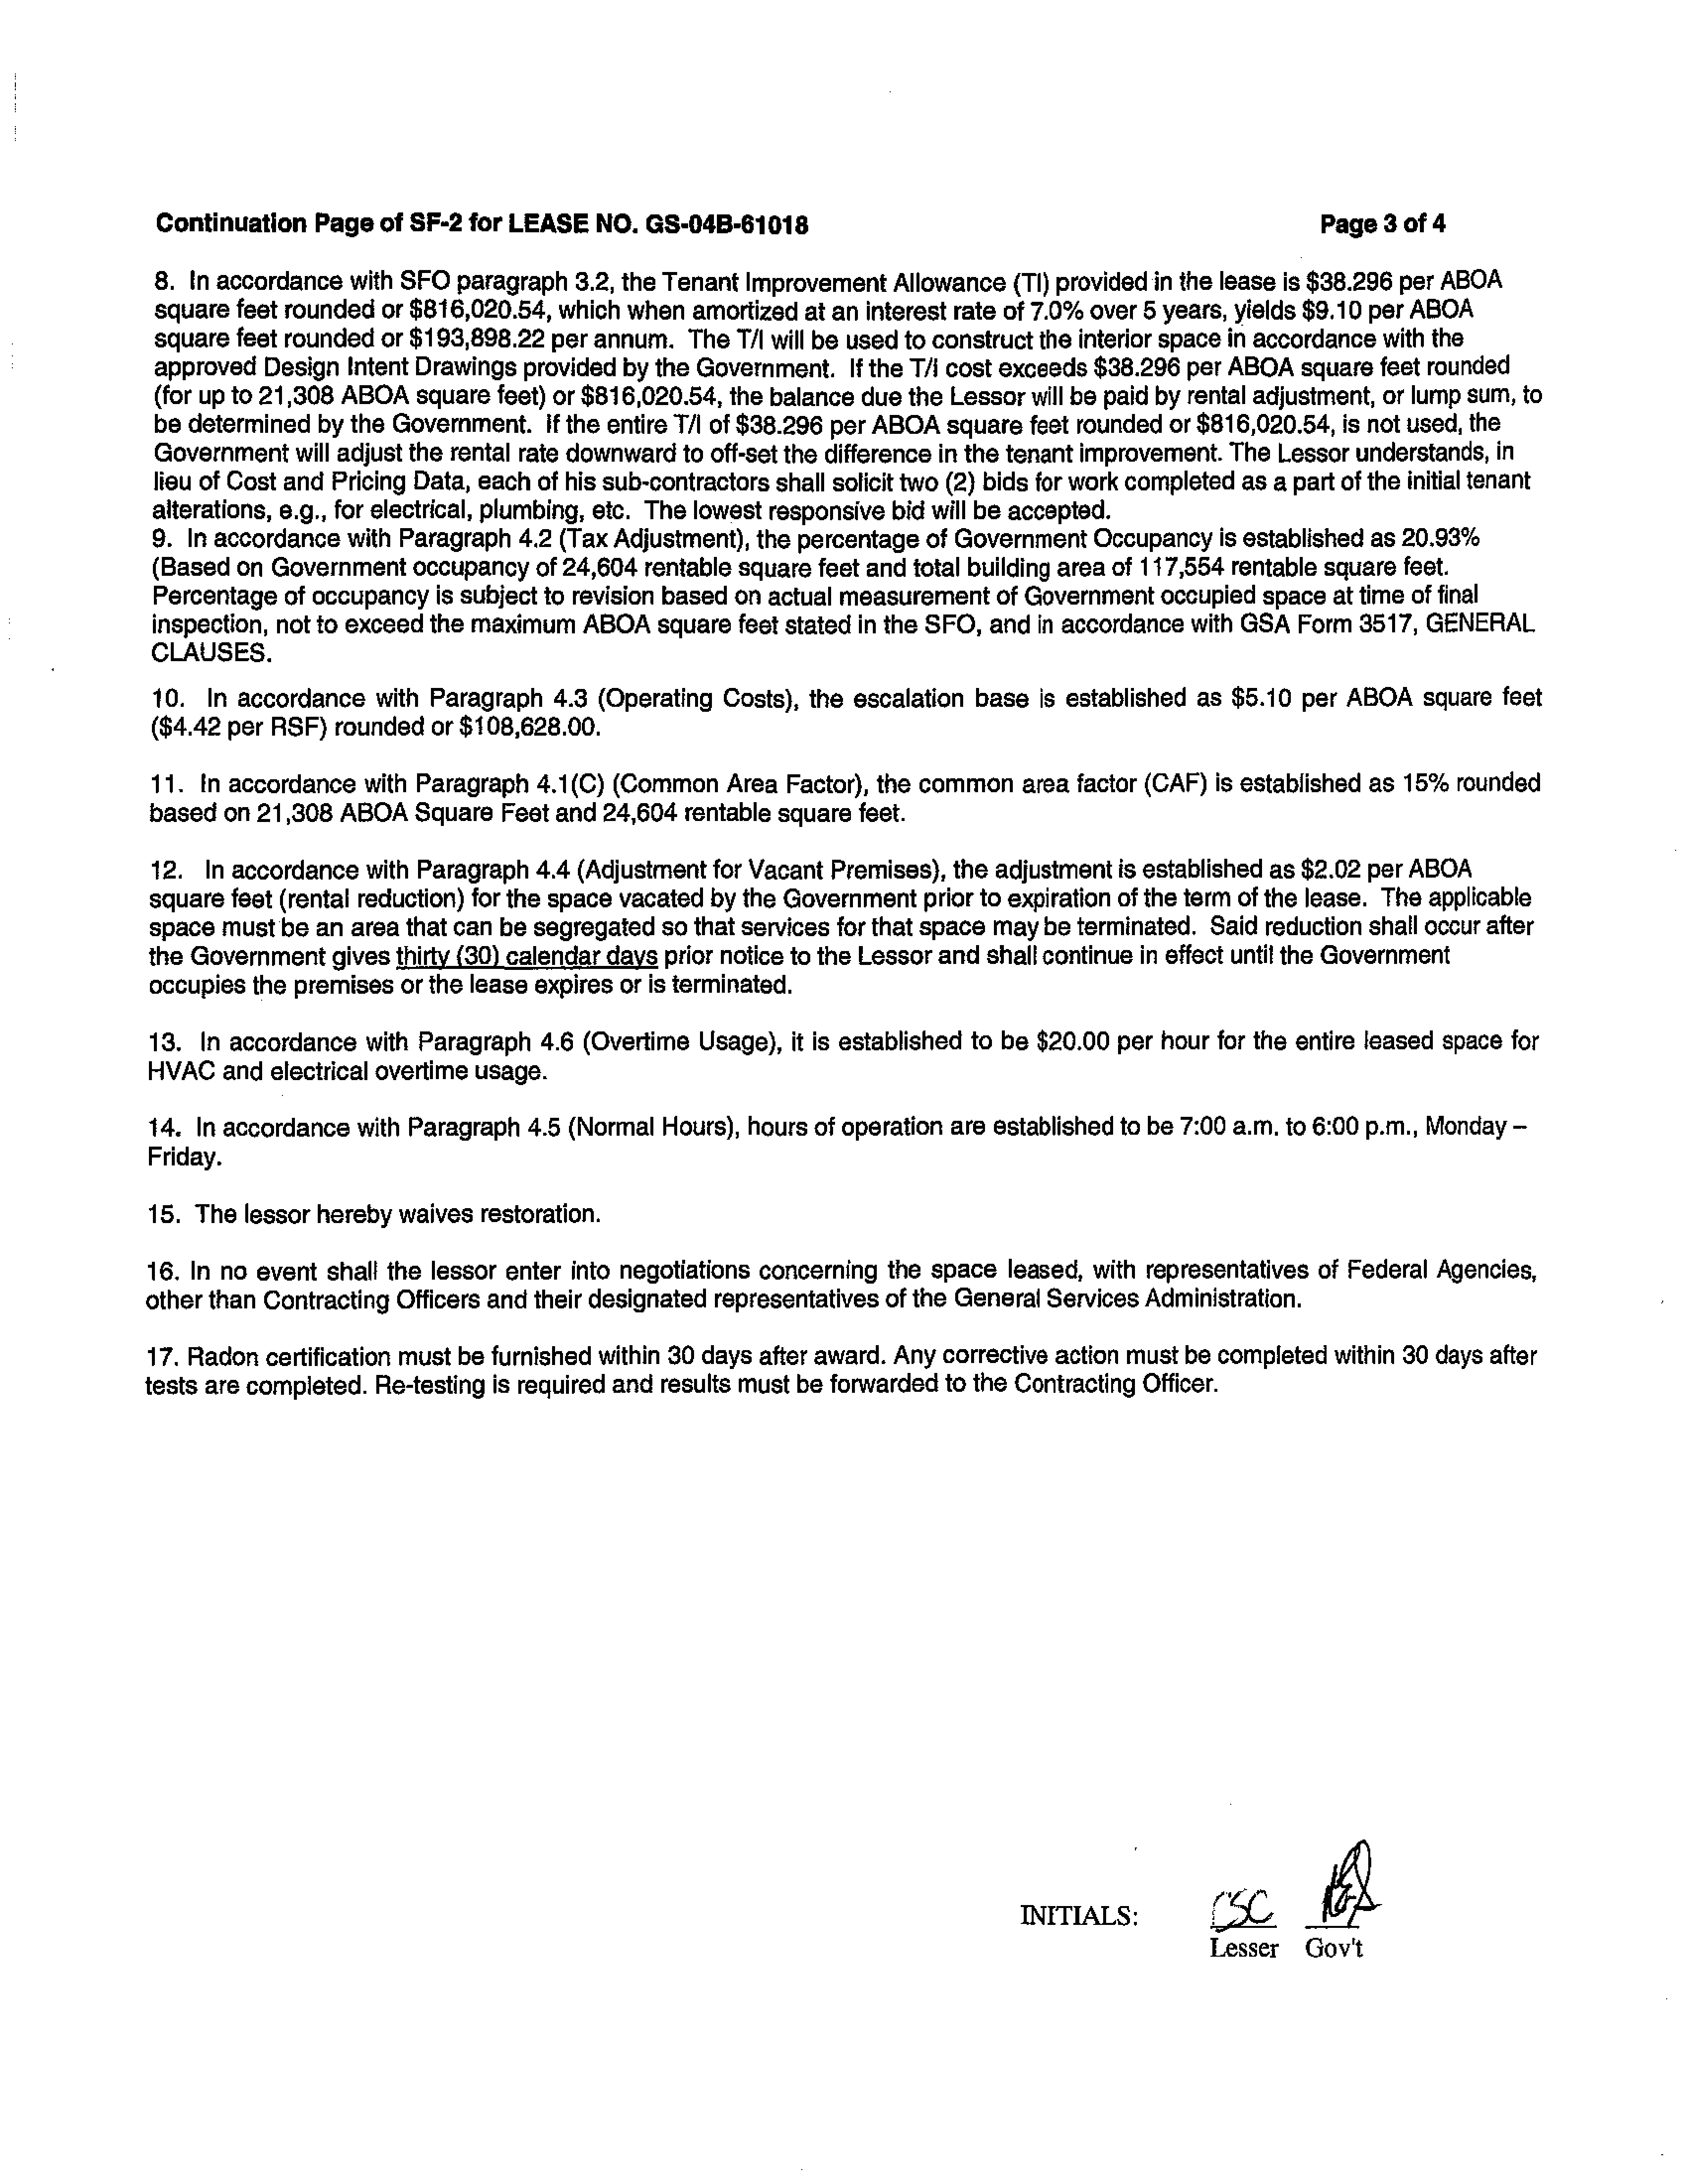 Continuation Page of SF-2 for LEASE NO. GS-04B-61018 Page 3 of 4
8. In accordance with SFO paragraph 3.2, the Tenant Improvement Allowance (TI) provided in the lease is $38.296 per ABOA
square feet rounded or $816,020.54, which when amortized at an interest rate of 7.0% over 5 years, yields $9.10 per ABOA
square feet rounded or $193,898.22 per annum. The T/I will be used to construct the interior space in accordance with the
approved Design Intent Drawings provided by the Government. If the T/I cost exceeds $38.296 per ABOA square feet rounded
(for up to 21,308 ABOA square feet) or $816,020.54, the balance due the Lessor will be paid by rental adjustment, or lump sum, to
be determined by the Government. If the entire T/I of $38.296 per ABOA square feet rounded or $816,020.54, is not used, the
Government will adjust the rental rate downward to off-set the difference in the tenant improvement. The Lessor understands, in
lieu of Cost and Pricing Data, each of his sub-contractors shall solicit two (2) bids for work completed as a part of the initial tenant
alterations, e.g., for electrical, plumbing, etc. The lowest responsive bid will be accepted.
9. In accordance with Paragraph 4.2 (Tax Adjustment), the percentage of Government Occupancy is established as 20.93%
(Based on Government occupancy of 24,604 rentable square feet and total building area of 117,554 rentable square feet.
Percentage of occupancy is subject to revision based on actual measurement of Government occupied space at time of final
inspection, not to exceed the maximum ABOA square feet stated in the SFO, and in accordance with GSA Form 3517, GENERAL
CLAUSES.
10. In accordance with Paragraph 4.3 (Operating Costs), the escalation base is established as $5.10 per ABOA square feet
($4.42 per RSF) rounded or $108,628.00.
11. In accordance with Paragraph 4.1(C) (Common Area Factor), the common area factor (CAF) is established as 15% rounded
based on 21,308 ABOA Square Feet and 24,604 rentable square feet.
12. In accordance with Paragraph 4.4 (Adjustment for Vacant Premises), the adjustment is established as $2.02 per ABOA
square feet (rental reduction) for the space vacated by the Government prior to expiration of the term of the lease. The applicable
space must be an area that can be segregated so that services for that space may be terminated. Said reduction shall occur after
the Government gives thirty (30) calendar days prior notice to the Lessor and shall continue in effect until the Government
occupies the premises or the lease expires or is terminated.
13. In accordance with Paragraph 4.6 (Overtime Usage), it is established to be $20.00 per hour for the entire leased space for
HVAC and electrical overtime usage.
14. In accordance with Paragraph 4.5 (Normal Hours), hours of operation are established to be 7:00 a.m. to 6:00 p.m., Monday –
Friday.
15. The lessor hereby waives restoration.
16. In no event shall the lessor enter into negotiations concerning the space leased, with representatives of Federal Agencies,
other than Contracting Officers and their designated representatives of the General Services Administration.
17. Radon certification must be furnished within 30 days after award. Any corrective action must be completed within 30 days after
tests are completed. Re-testing is required and results must be forwarded to the Contracting Officer.
INITIALS: CSC
Lesser Gov't